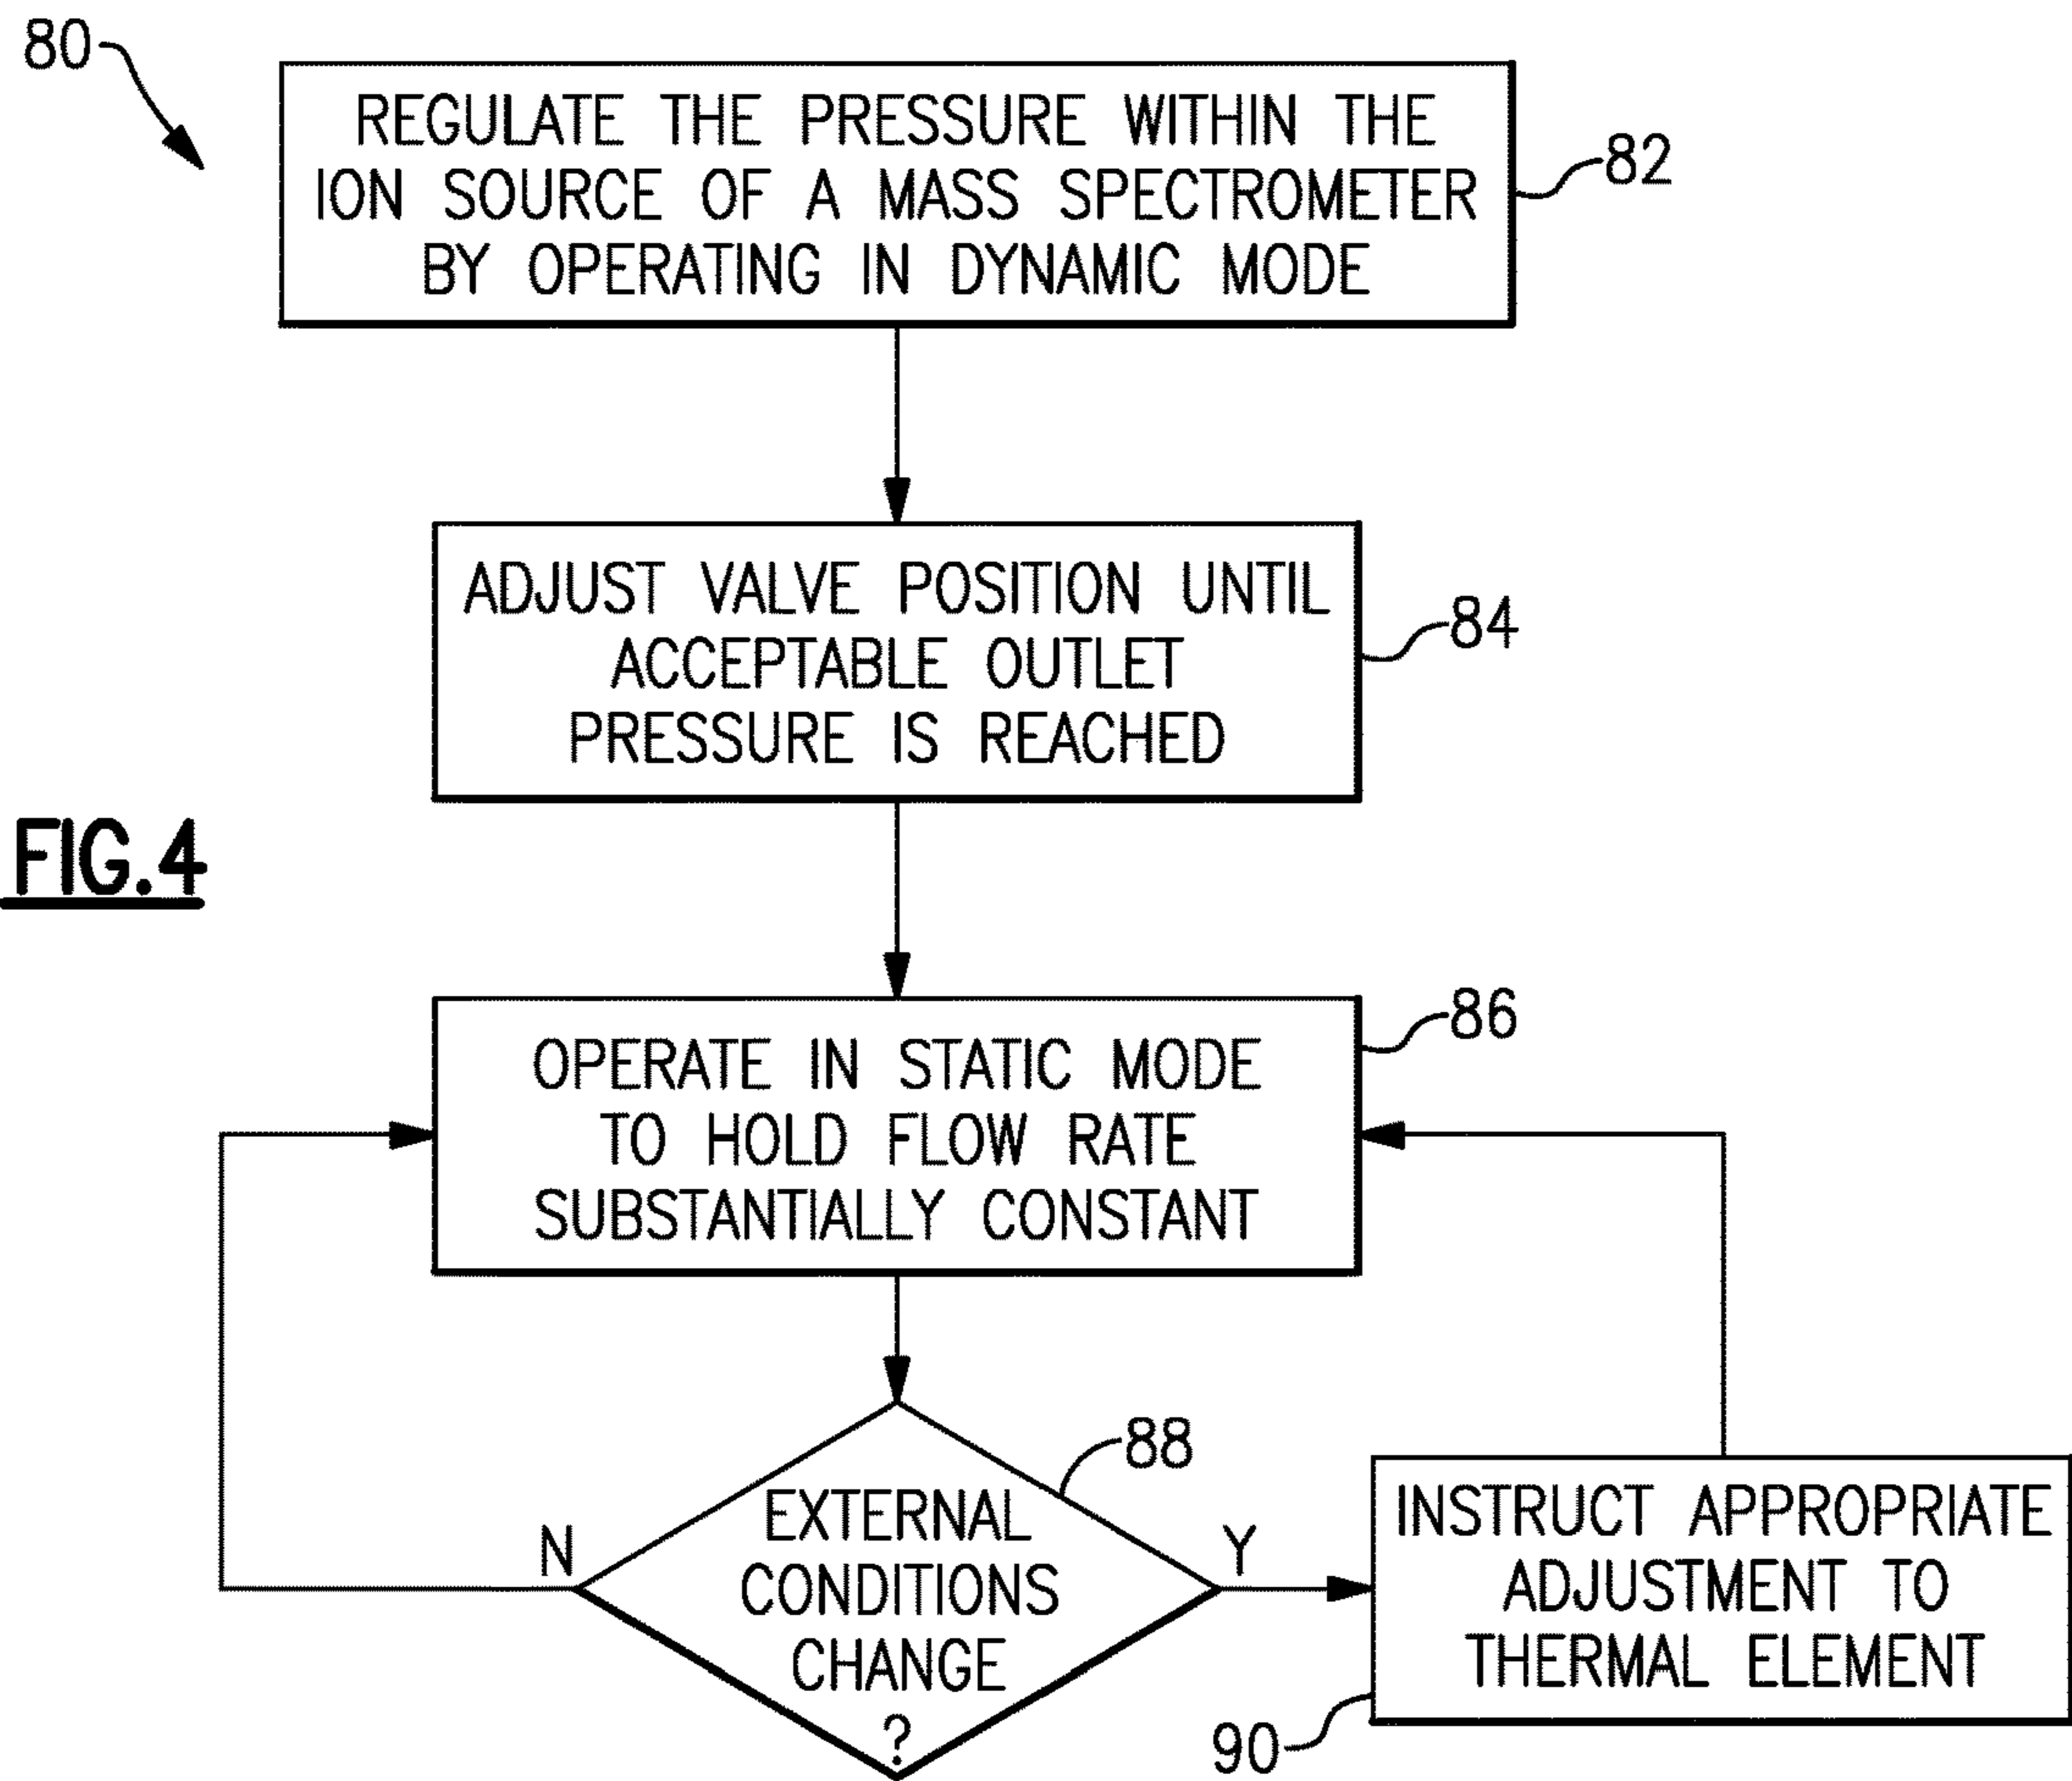 80
REGULATE THE PRESSURE WITHIN THE
ION SOURCE OF A MASS SPECTROMETER
BY OPERATING IN DYNAMIC MODE
82
ADJUST VALVE POSITION UNTIL
ACCEPTABLE OUTLET
PRESSURE IS REACHED
84
FIG.4
OPERATE IN STATIC MODE
TO HOLD FLOW RATE
SUBSTANTIALLY CONSTANT
86
EXTERNAL
CONDITIONS
CHANGE
?
88
N
Y
INSTRUCT APPROPRIATE
ADJUSTMENT TO
THERMAL ELEMENT
90